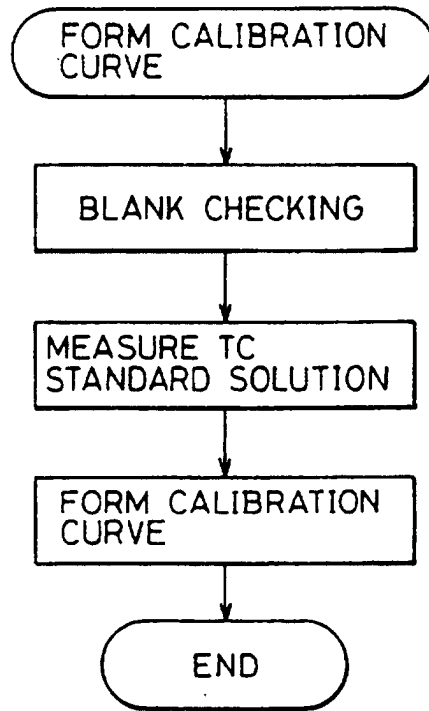 FORM CALIBRATION
CURVE
BLANK CHECKING
MEASURE TC
STANDARD SOLUTION
FORM CALIBRATION
CURVE
END